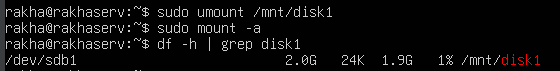 rakha@rakhaserv:~$ sudo umount /mnt/disk1
rakha@rakhaserv:~$ sudo mount -a
rakha@rakhaserv:~$ df -h | grep disk1
/dev/sdb1 2.0G 24K 1.9G 1% /mnt/disk1